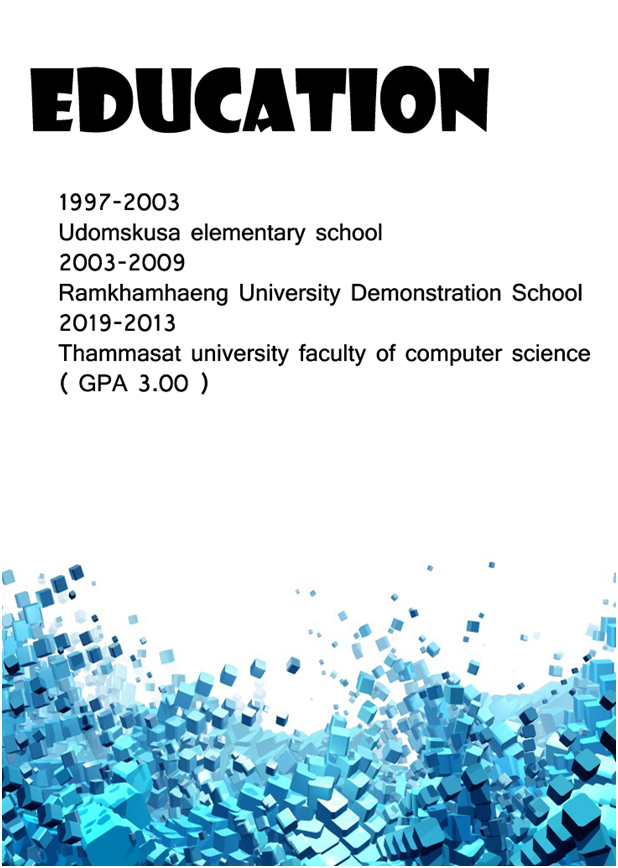 EDUCATION
1997-2003
Udomskusa elementary school
2003-2009
Ramkhamhaeng University Demonstration School
2019-2013
Thammasat university faculty of computer science
( GPA 3.00 )